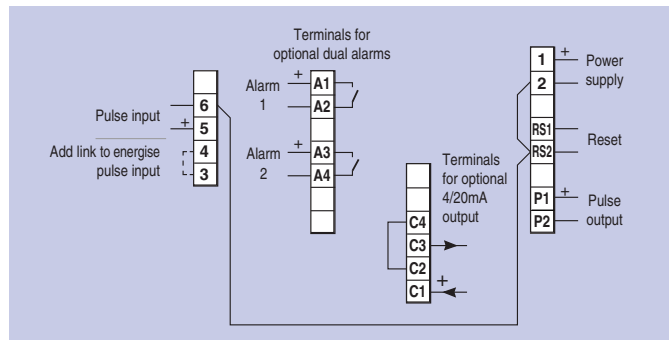 Terminals for
optional dual alarms
Pulse input
6
+
5
Add link to energise
pulse input
4
3
Alarm
1
+
A1
A2
Alarm
2
+
A3
A4
Terminals
for optional
4/20mA
output
C4
C3
C2
C1
+
1
+
2
Power
supply
RS1
RS2
Reset
P1
+
P2
Pulse
output